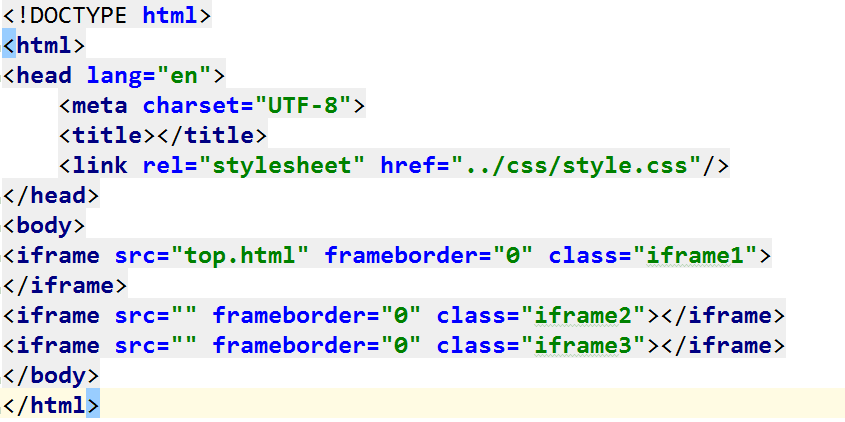 <!DOCTYPE html>
<html>
<head lang="en">
    <meta charset="UTF-8">
    <title></title>
    <link rel="stylesheet" href="../css/style.css"/>
</head>
<body>
<iframe src="top.html" frameborder="0" class="iframe1">
</iframe>
<iframe src="" frameborder="0" class="iframe2"></iframe>
<iframe src="" frameborder="0" class="iframe3"></iframe>
</body>
</html>